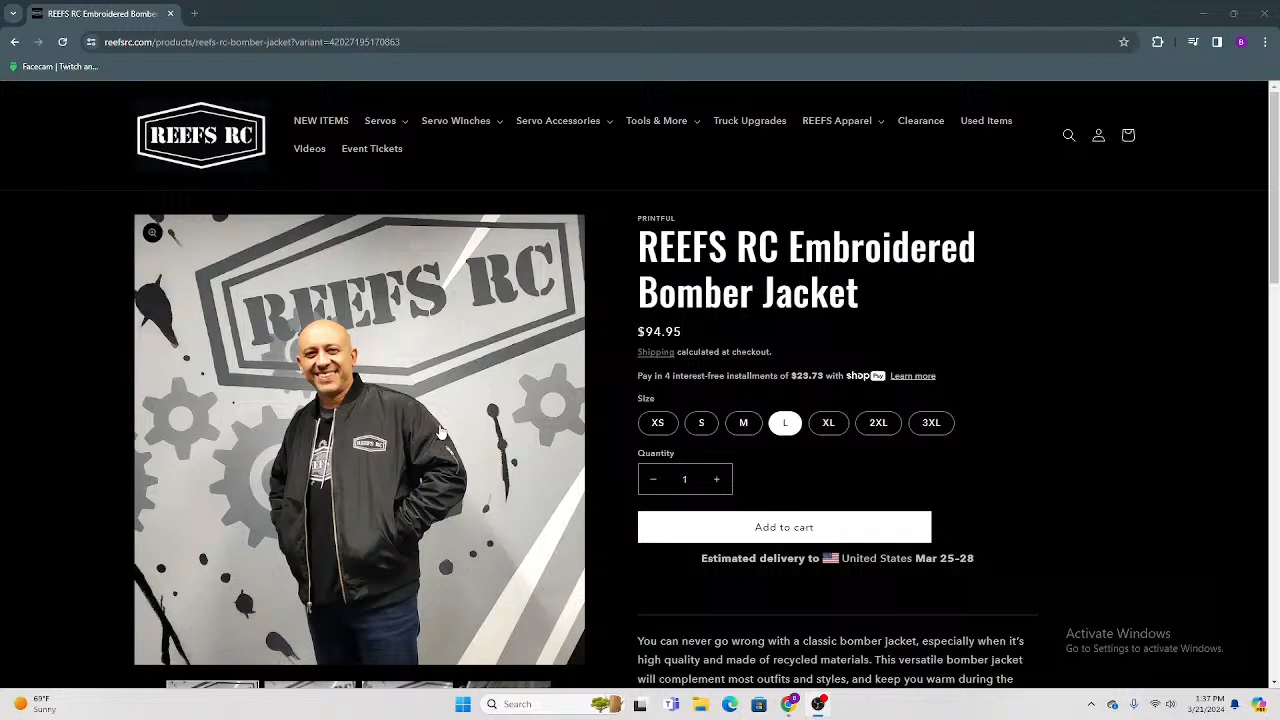 REEFS RC Embroidered Bombe
reefsrc.com/products/reefs-rc-bomber-jacket?variant=42027195170863
B
Facecam | Twitch an...
REEFS RC
NEW ITEMS Servos Servo Winches Servo Accessories Tools & More Truck Upgrades REEFS Apparel Clearance Used Items
Videos Event Tickets
REEFS RC
REEFS RC
PRINTFUL
REEFS RC Embroidered
Bomber Jacket
$94.95
Shipping calculated at checkout.
Pay in 4 interest-free installments of $23.73 with shop Pay Learn more
Size
XS S M L XL 2XL 3XL
Quantity
− 1 +
Add to cart
Estimated delivery to United States Mar 25-28
You can never go wrong with a classic bomber jacket, especially when it's
high quality and made of recycled materials. This versatile bomber jacket
will complement most outfits and styles, and keep you warm during the
Activate Windows
Go to Settings to activate Windows.
69°F
Sunny
Search
1:37 PM
3/21/2024